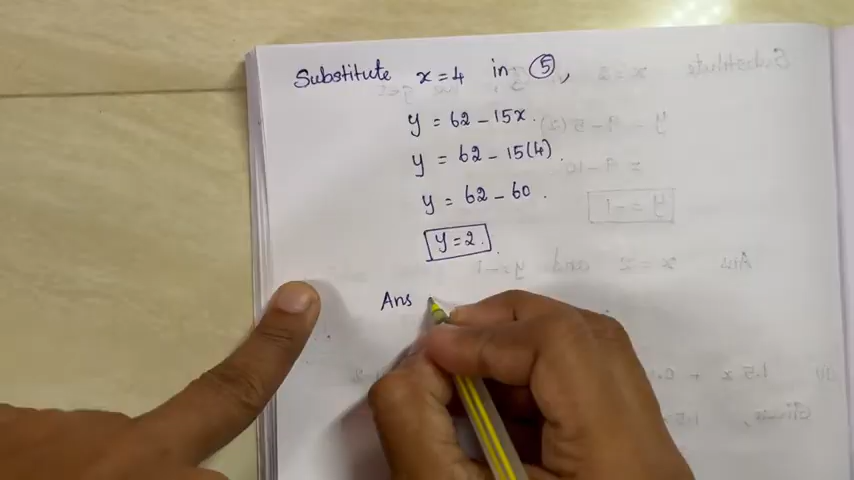 Substitute x = 4 in ⑤,
y = 62 - 15x.
y = 62 - 15(4).
y = 62 - 60.
y = 2.
Ans